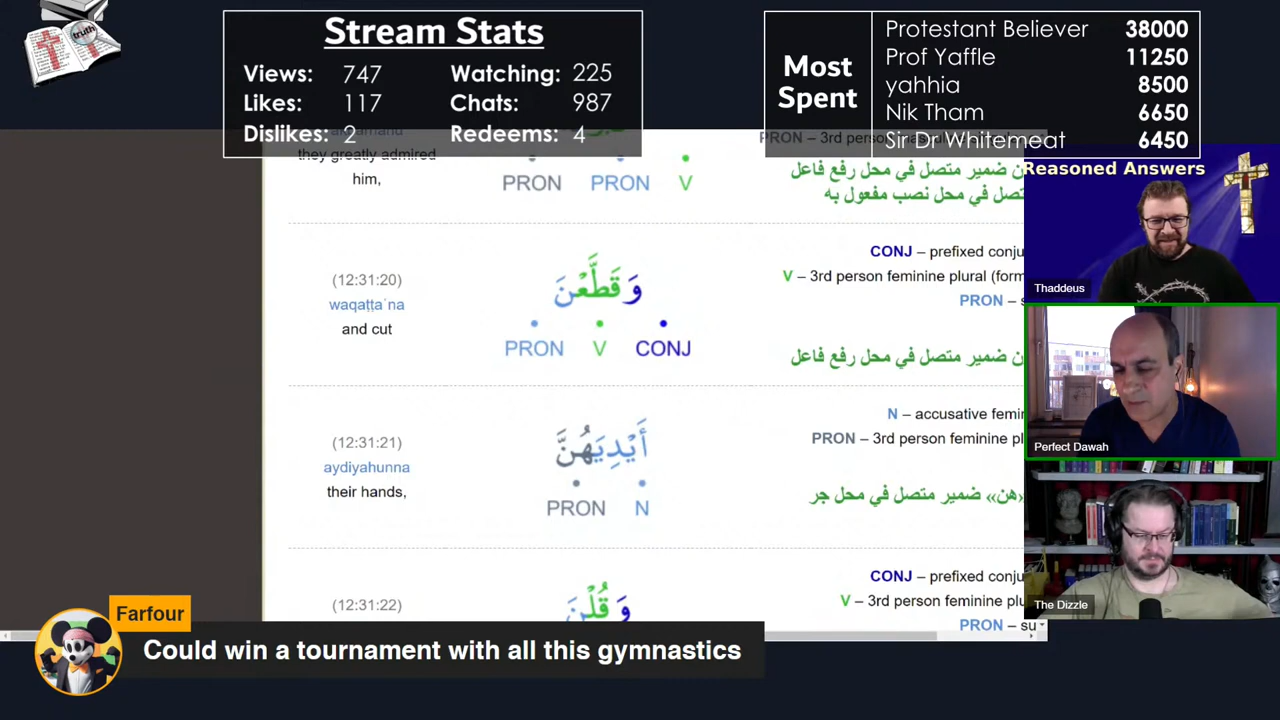 truth
Stream Stats
Views: 747
Watching: 225
Likes: 117
Chats: 987
Dislikes: 2
Redeems: 4
Most Spent
Protestant Believer 38000
Prof Yaffle 11250
yahhia 8500
Nik Tham 6650
Sir Dr Whitemeat 6450
they greatly admired
him,
PRON PRON V
PRON – 3rd person
ن ضمير متصل في محل رفع فاعل
تصل في محل نصب مفعول به
(12:31:20)
waqaṭṭaʿna
and cut
وَقَطَّعْنَ
PRON V CONJ
CONJ – prefixed conju
V – 3rd person feminine plural (form
PRON – s
ن ضمير متصل في محل رفع فاعل
(12:31:21)
aydiyahunna
their hands,
أَيْدِيَهُنَّ
PRON N
N – accusative femin
PRON – 3rd person feminine pl
«هن» ضمير متصل في محل جر
(12:31:22)
وَقُلْنَ
CONJ – prefixed conju
V – 3rd person feminine plu
PRON – su
Reasoned Answers
Thaddeus
Perfect Dawah
The Dizzle
Farfour
Could win a tournament with all this gymnastics